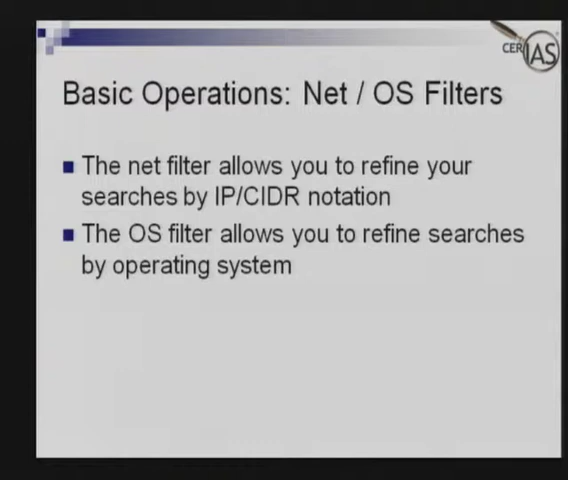 CERIAS
Basic Operations: Net / OS Filters
The net filter allows you to refine your
searches by IP/CIDR notation
The OS filter allows you to refine searches
by operating system